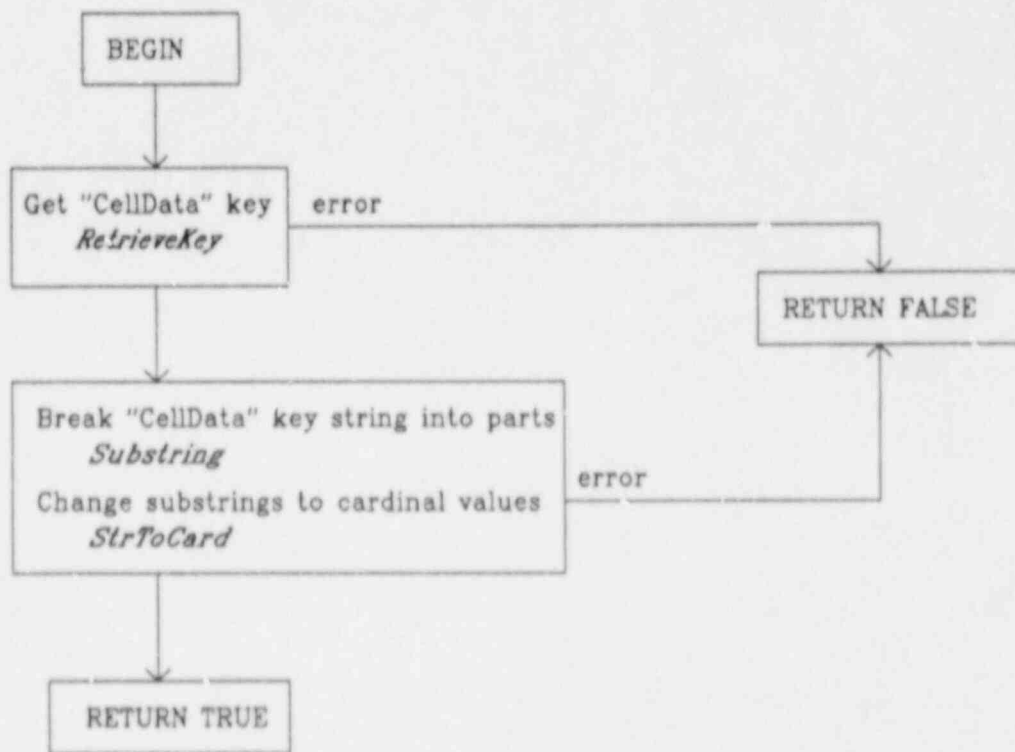 BEGIN
Get "CellData" key
RetrieveKey
error
RETURN FALSE
Break "CellData" key string into parts
Substring
Change substrings to cardinal values
StrToCard
error
RETURN TRUE